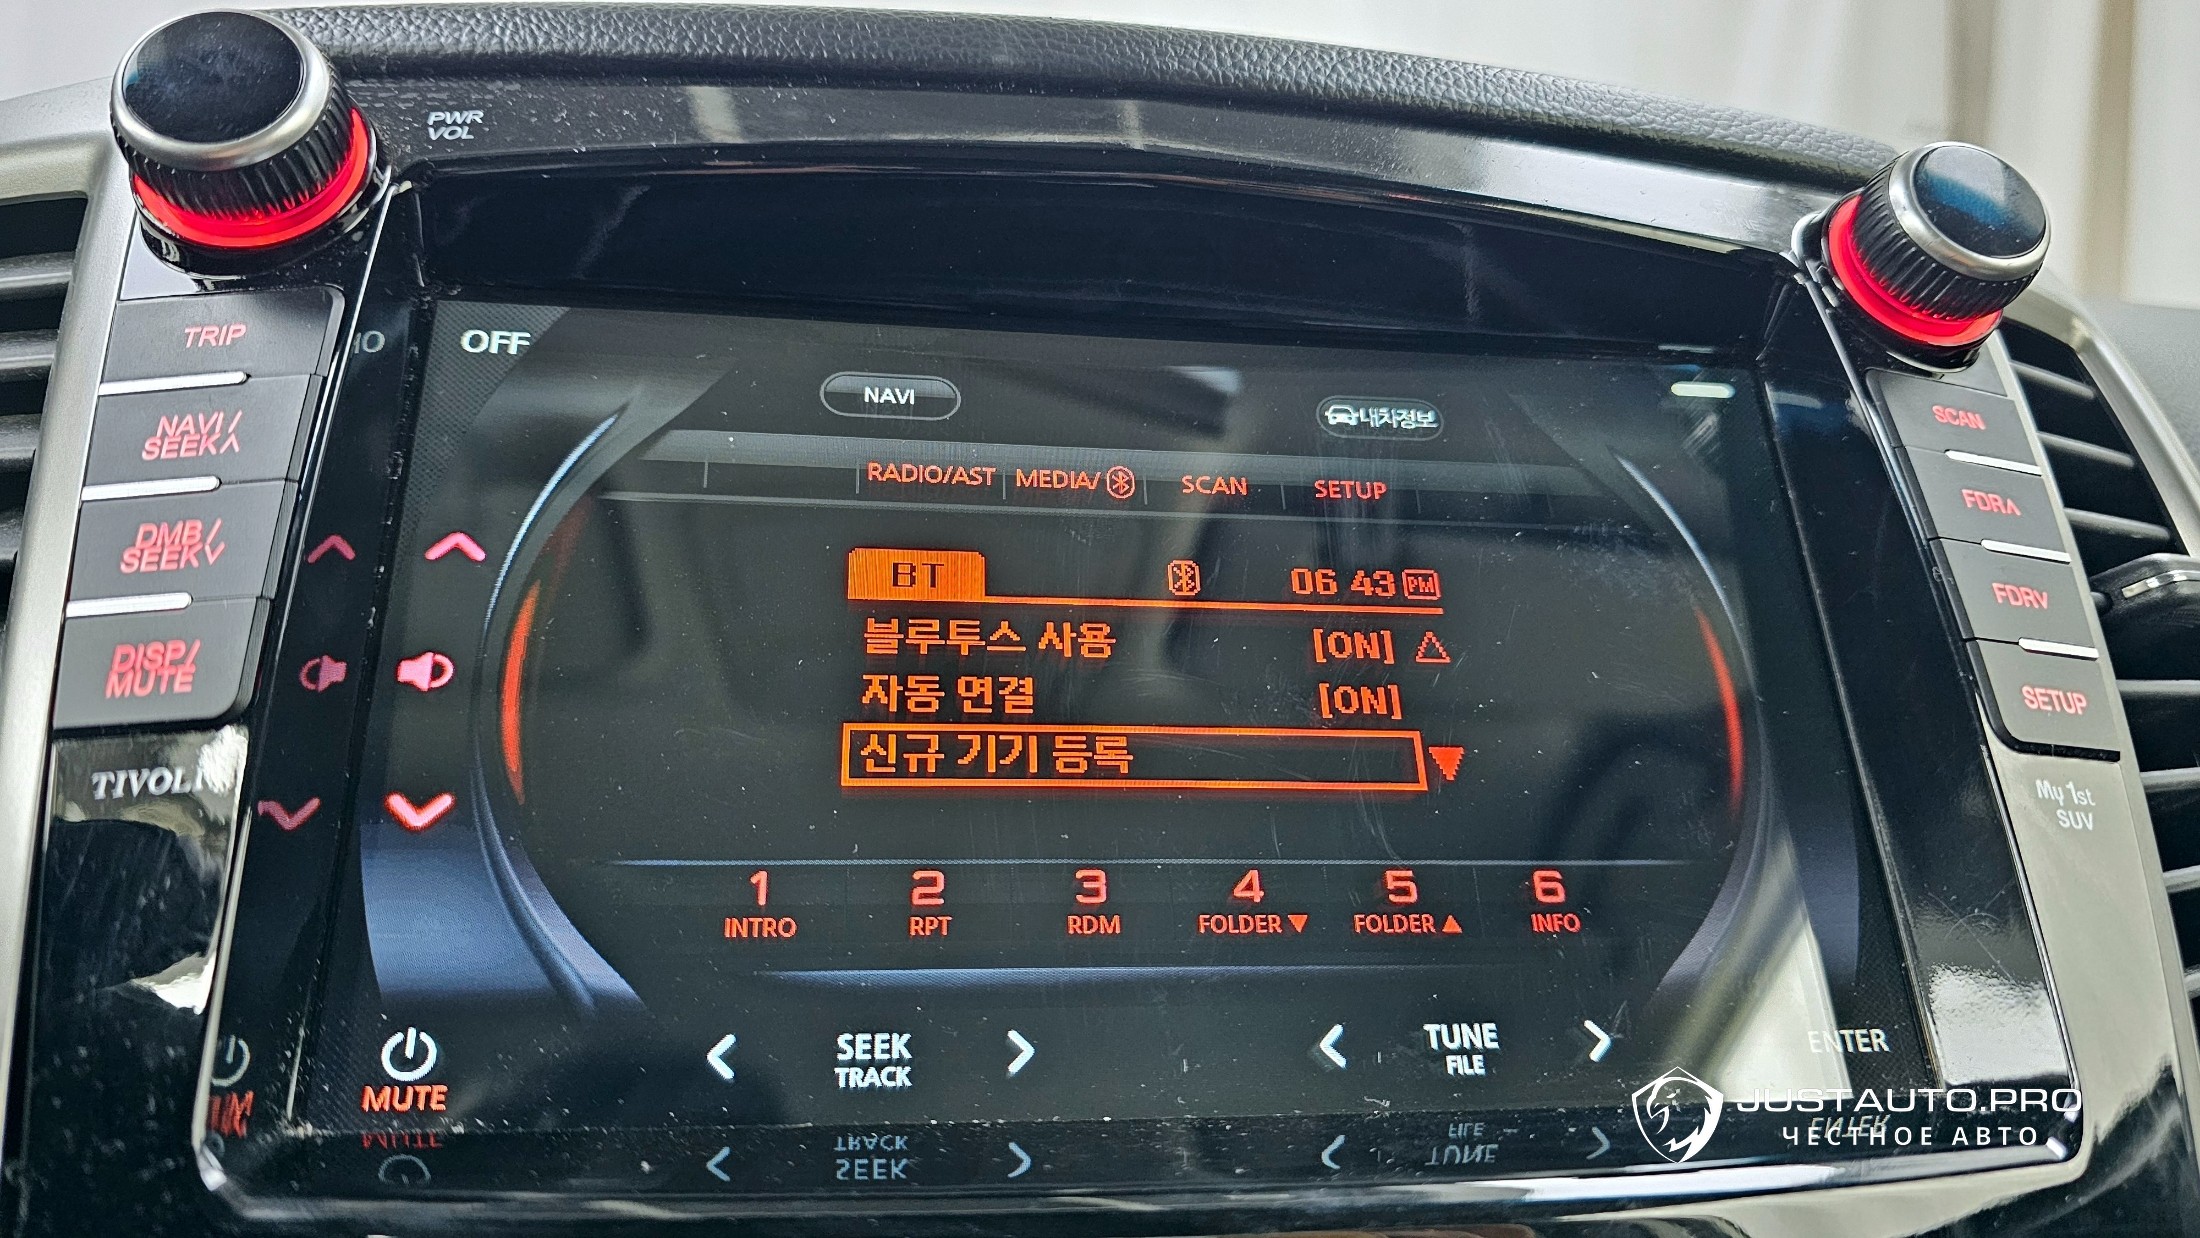 PWR
VOL
TRIP
NAVI/
SEEK∧
DMB/
SEEK∨
DISP/
MUTE
TIVOLI
OFF
NAVI
내차정보
RADIO/AST
MEDIA/
SCAN
SETUP
BT
06 43 PM
블루투스 사용 [ON] △
자동 연결 [ON]
신규 기기 등록 ▼
1 2 3 4 5 6
INTRO RPT RDM FOLDER▼ FOLDER▲ INFO
MUTE
< SEEK >
TRACK
< TUNE >
FILE
ENTER
SCAN
FDR∧
FDR∨
SETUP
My 1st
SUV
JUSTAUTO.PRO
ЧЕСТНОЕ АВТО